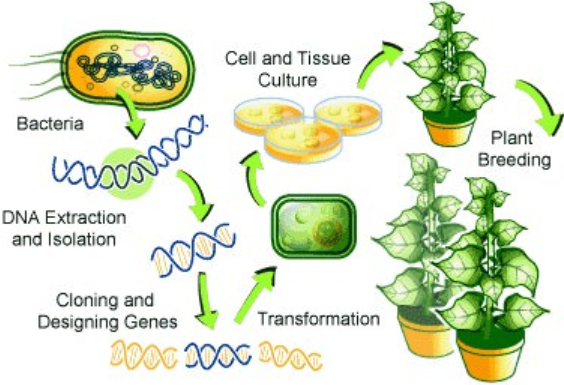 Bacteria
DNA Extraction
and Isolation
Cloning and
Designing Genes
Transformation
Cell and Tissue
Culture
Plant
Breeding